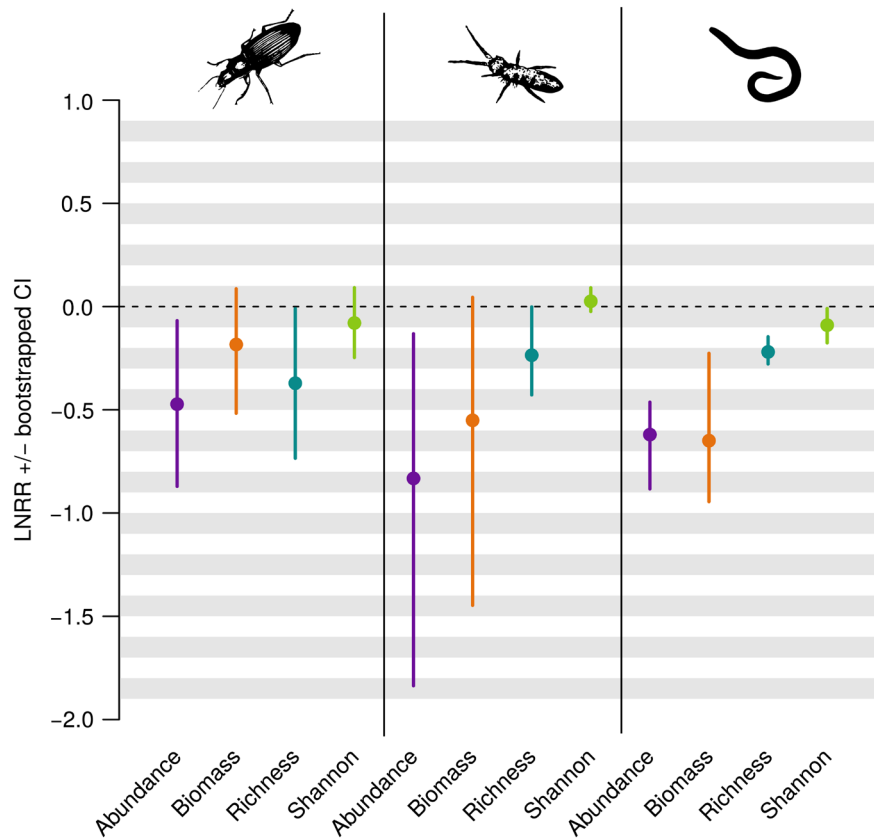 1.0
0.5
0.0
−0.5
−1.0
−1.5
−2.0
LNRR +/− bootstrapped CI
Abundance
Biomass
Richness
Shannon
Abundance
Biomass
Richness
Shannon
Abundance
Biomass
Richness
Shannon